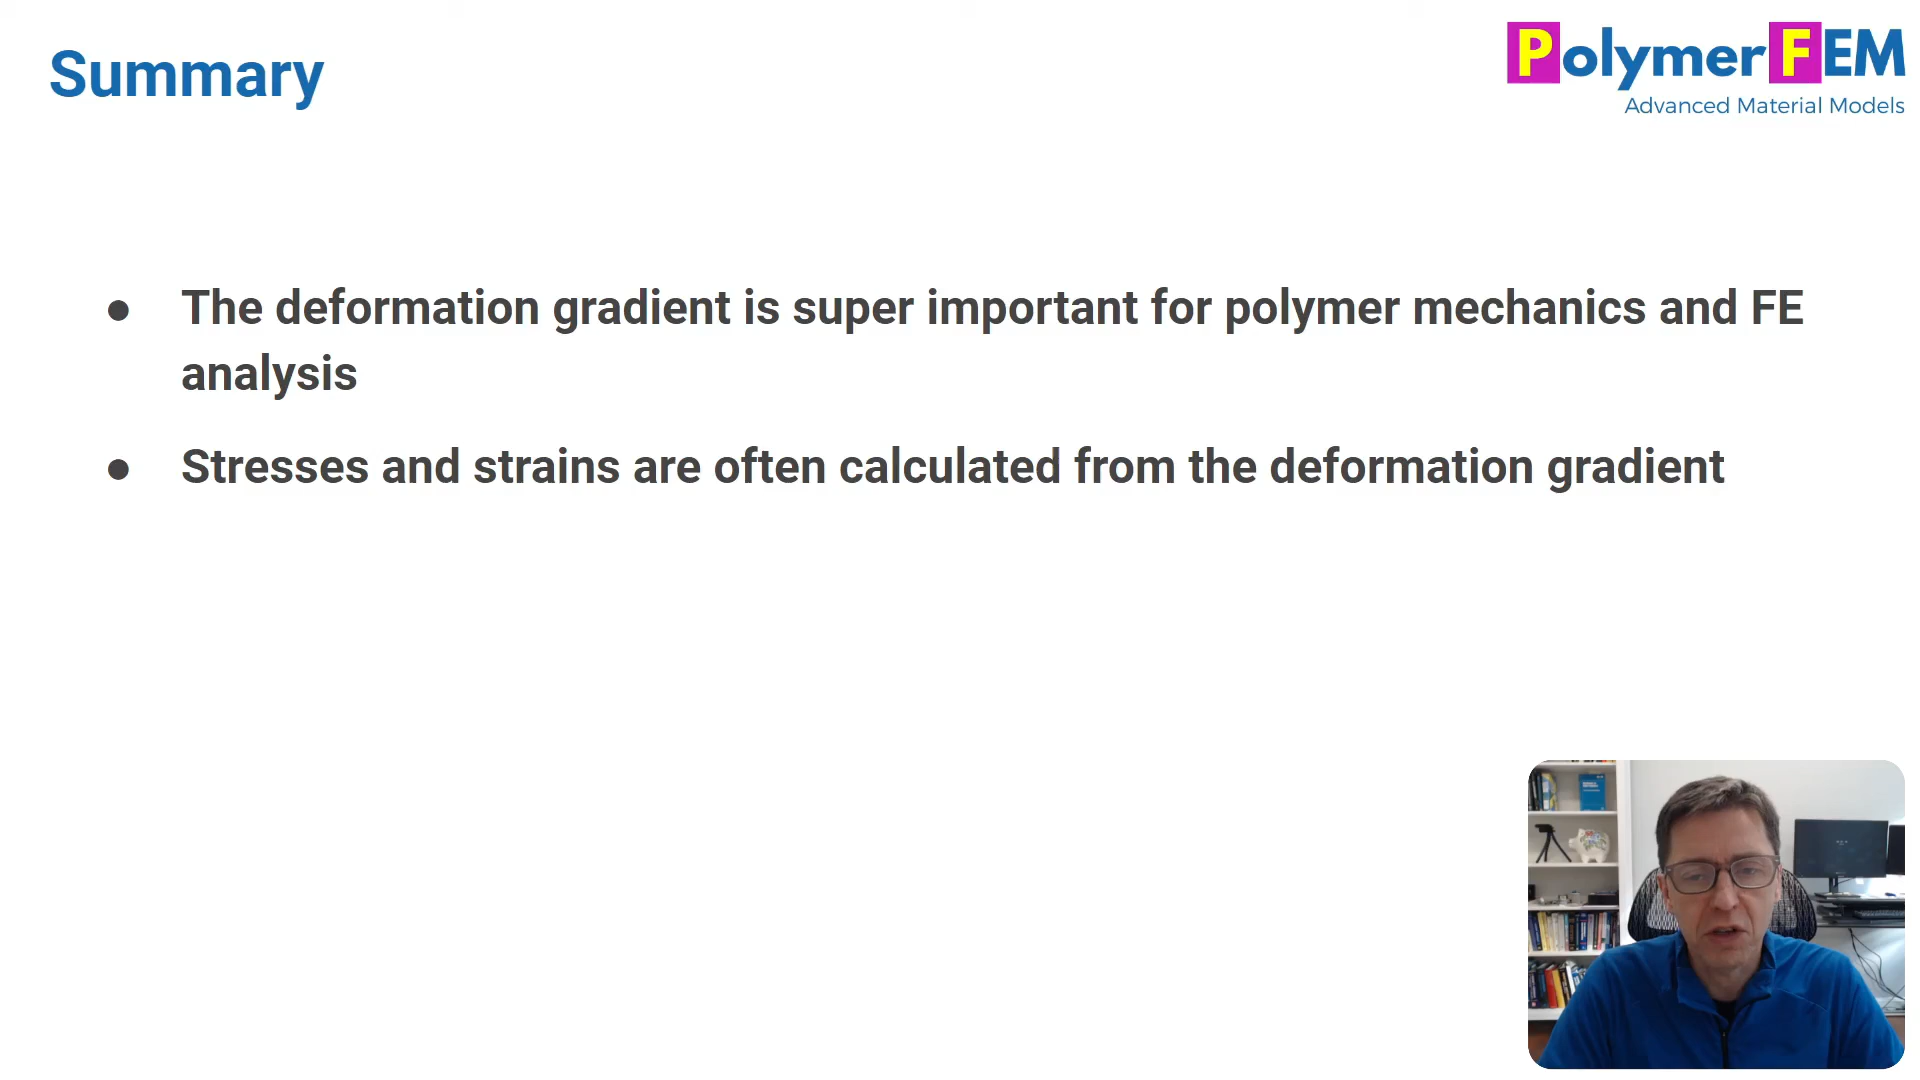 Summary
PolymerFEM
Advanced Material Models
● The deformation gradient is super important for polymer mechanics and FE
analysis
● Stresses and strains are often calculated from the deformation gradient